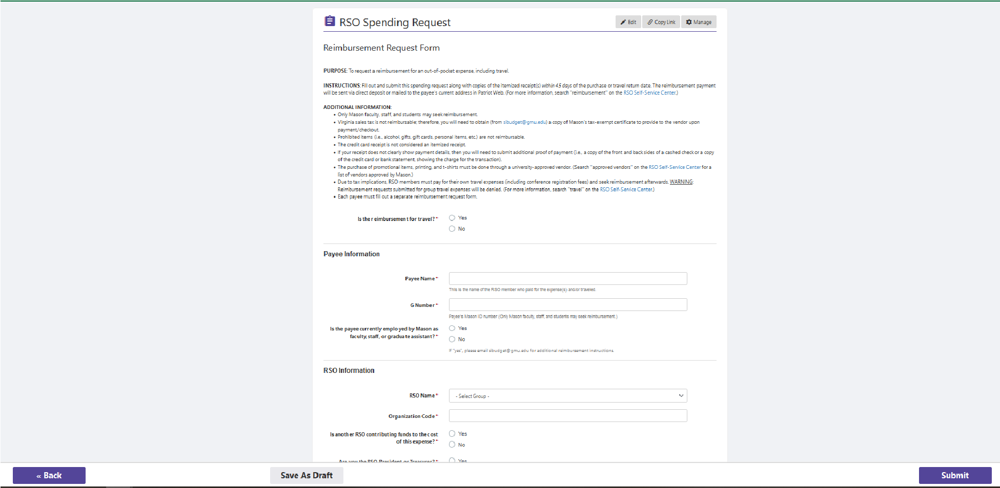 RSO Spending Request
Edit
Copy Link
Manage
Reimbursement Request Form
PURPOSE: To request a reimbursement for an out-of-pocket expense, including travel.
INSTRUCTIONS: Fill out and submit this spending request along with copies of the itemized receipt(s) within 45 days of the purchase or travel return date. The reimbursement payment
will be sent via direct deposit or mailed to the payee's current address in Patriot Web. (For more information, search "reimbursement" on the RSO Self-Service Center.)
ADDITIONAL INFORMATION:
• Only Mason faculty, staff, and students may seek reimbursement.
• Virginia sales tax is not reimbursable; therefore, you will need to obtain (from sibudget@gmu.edu) a copy of Mason's tax-exempt certificate to provide to the vendor upon
payment/checkout.
• Prohibited items (i.e., alcohol, gifts, gift cards, personal items, etc.) are not reimbursable.
• The credit card receipt is not considered an itemized receipt.
• If your receipt does not clearly show payment details, then you will need to submit additional proof of payment (i.e., a copy of the front and back sides of a cashed check or a copy
of the credit card or bank statement, showing the charge for the transaction).
• The purchase of promotional items, printing, and t-shirts must be done through a university-approved vendor. (Search "approved vendors" on the RSO Self-Service Center for a
list of vendors approved by Mason.)
• Due to tax implications, RSO members must pay for their own travel expenses (including conference registration fees) and seek reimbursement afterwards. WARNING:
Reimbursement requests submitted for group travel expenses will be denied. (For more information, search "travel" on the RSO Self-Service Center.)
• Each payee must fill out a separate reimbursement request form.
Is the reimbursement for travel?*
Yes
No
Payee Information
Payee Name*
This is the name of the RSO member who paid for the expense(s) and/or traveled.
G Number*
Payee's Mason ID number (Only Mason faculty, staff, and students may seek reimbursement.)
Is the payee currently employed by Mason as
faculty, staff, or graduate assistant?*
Yes
No
If "yes", please email sibudget@gmu.edu for additional reimbursement instructions.
RSO Information
RSO Name*
- Select Group -
Organization Code*
Is another RSO contributing funds to the cost
of this expense?*
Yes
No
Are you the RSO President or Treasurer?*
Yes
« Back
Save As Draft
Submit